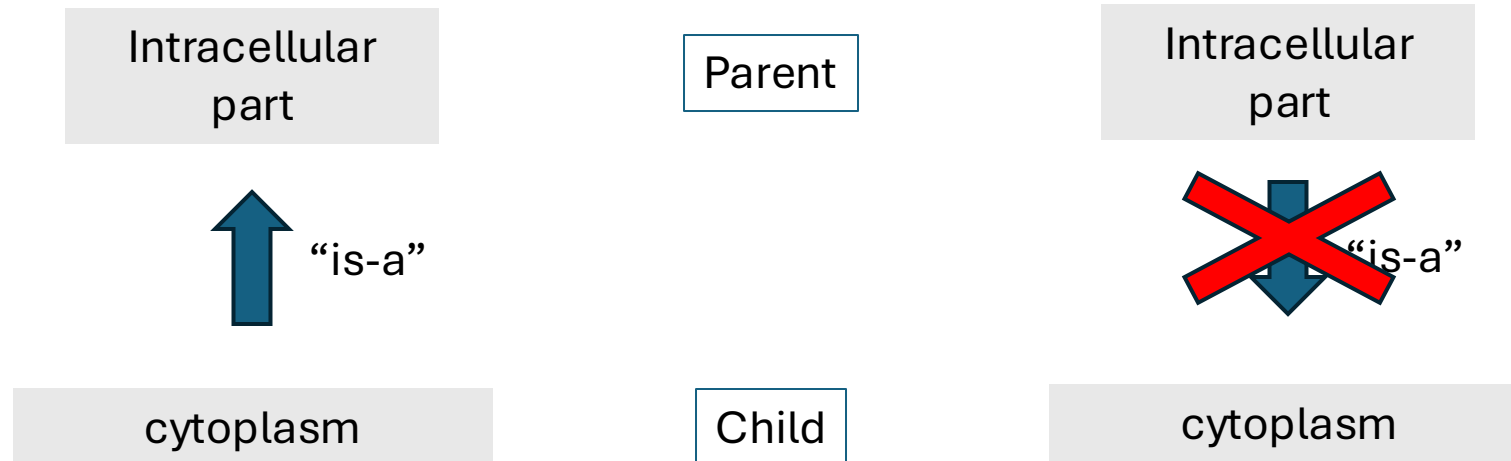 Intracellular
part
Parent
Intracellular
part
“is-a”
“is-a”
cytoplasm
Child
cytoplasm